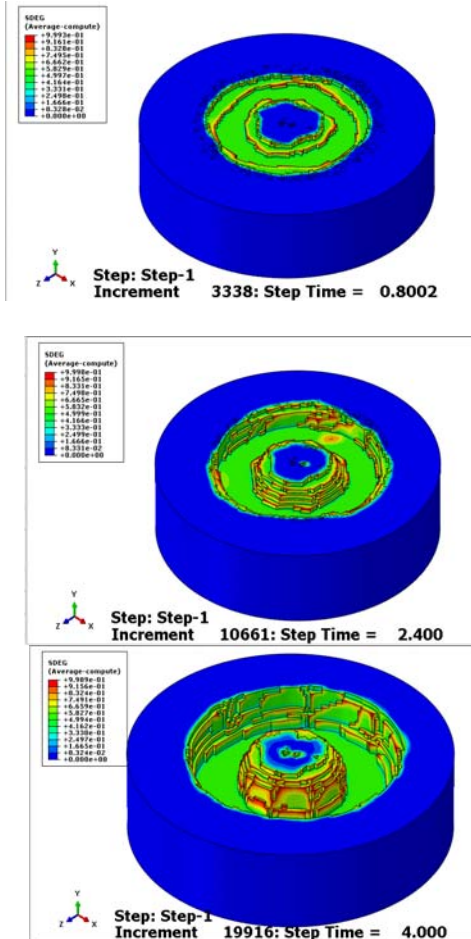 SDEG
(Average-compute)
+9.993e-01
+9.161e-01
+8.328e-01
+7.495e-01
+6.662e-01
+5.829e-01
+4.997e-01
+4.164e-01
+3.331e-01
+2.498e-01
+1.666e-01
+8.328e-02
+0.000e+00
Y
Z X
Step: Step-1
Increment 3338: Step Time = 0.8002
SDEG
(Average-compute)
+9.998e-01
+9.165e-01
+8.331e-01
+7.498e-01
+6.665e-01
+5.832e-01
+4.999e-01
+4.166e-01
+3.333e-01
+2.499e-01
+1.666e-01
+8.331e-02
+0.000e+00
Y
Z X
Step: Step-1
Increment 10661: Step Time = 2.400
SDEG
(Average-compute)
+9.989e-01
+9.156e-01
+8.324e-01
+7.491e-01
+6.659e-01
+5.827e-01
+4.994e-01
+4.162e-01
+3.330e-01
+2.497e-01
+1.665e-01
+8.324e-02
+0.000e+00
Y
Z X
Step: Step-1
Increment 19916: Step Time = 4.000